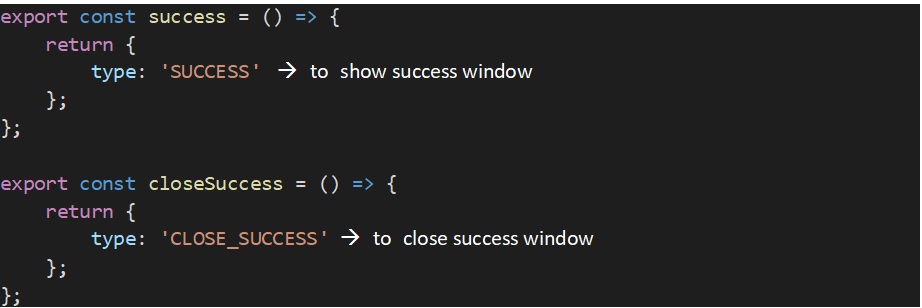 export const success = () => {
    return {
        type: 'SUCCESS' → to show success window
    };
};

export const closeSuccess = () => {
    return {
        type: 'CLOSE_SUCCESS' → to close success window
    };
};